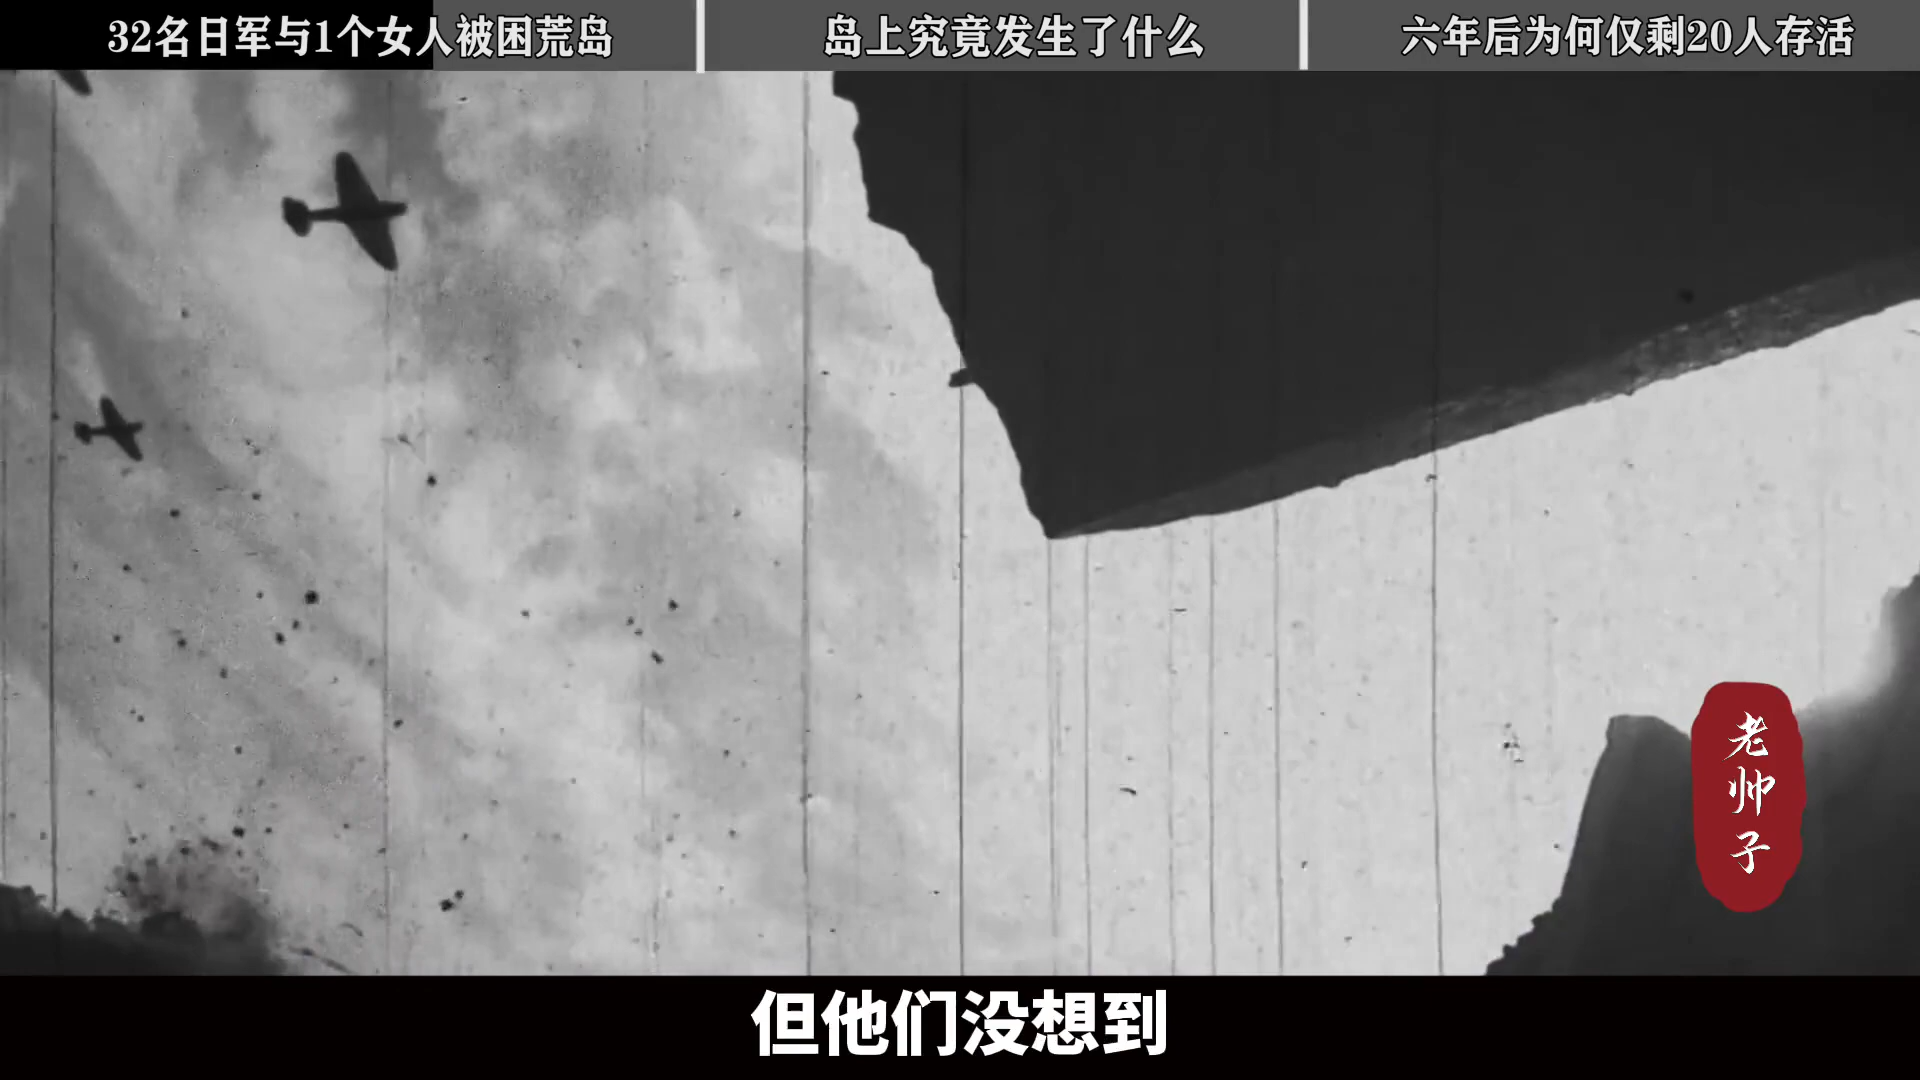 32名日军与1个女人被困荒岛
岛上究竟发生了什么
六年后为何仅剩20人存活
老帅子
但他们没想到